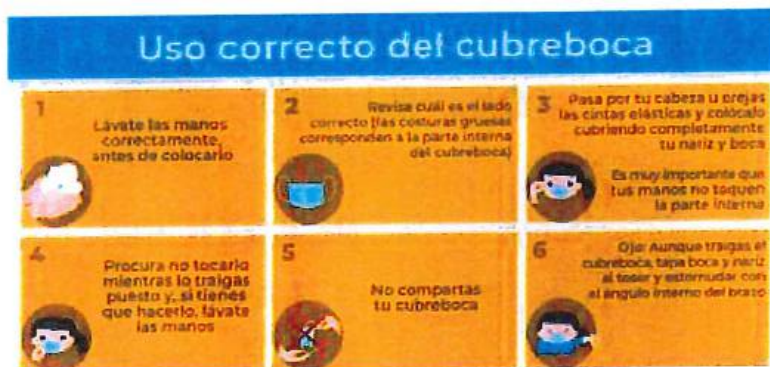 Uso correcto del cubreboca
1
Lávate las manos
correctamente,
antes de colocarlo
2
Revisa cuál es el lado
correcto (las costuras gruesas
corresponden a la parte interna
del cubreboca)
3
Pasa por tu cabeza u orejas
las cintas elásticas y colócalo
cubriendo completamente
tu nariz y boca
Es muy importante que
tus manos no toquen
la parte interna
4
Procura no tocarlo
mientras lo traigas
puesto y, si tienes
que hacerlo, lávate
las manos
5
No compartas
tu cubreboca
6
Ojo: Aunque traigas el
cubreboca, tapa boca y nariz
al toser y estornudar con
el ángulo interno del brazo